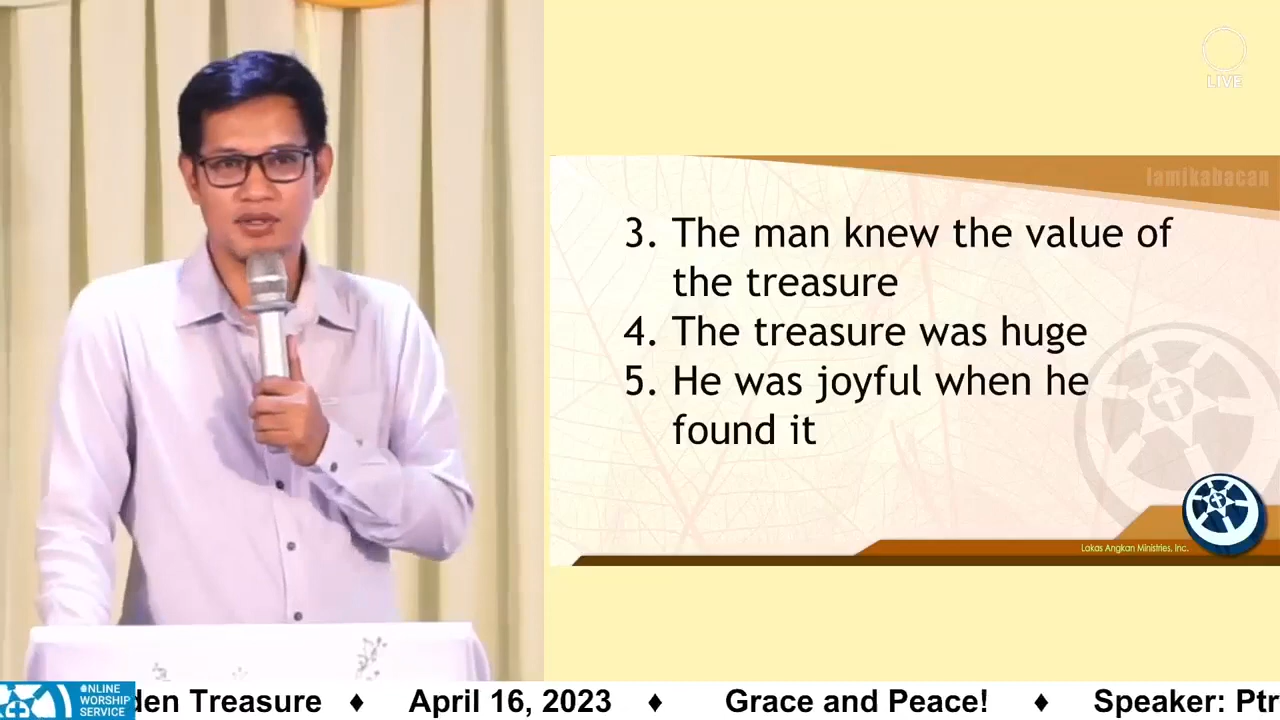 LIVE
lamikabacan
3. The man knew the value of
the treasure
4. The treasure was huge
5. He was joyful when he
found it
Lakas Angkan Ministries, Inc.
ONLINE
WORSHIP
SERVICE
den Treasure ♦ April 16, 2023 ♦ Grace and Peace! ♦ Speaker: Ptr